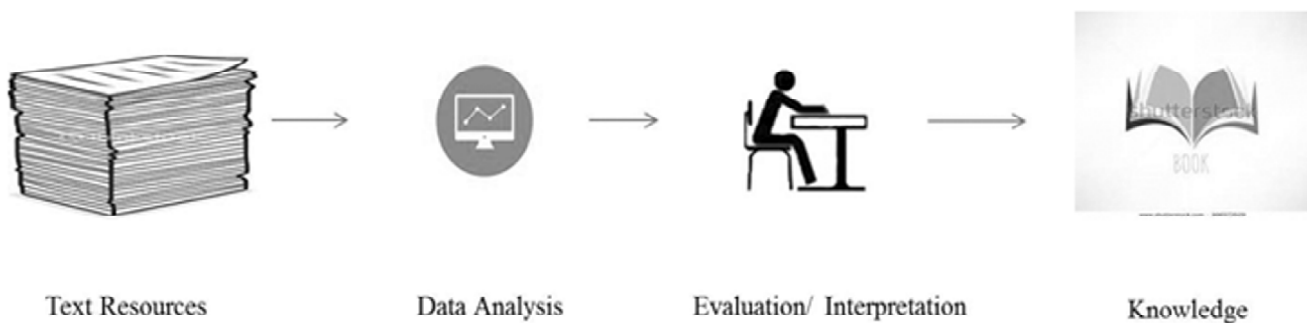 shutterstock
BOOK
Text Resources
Data Analysis
Evaluation/ Interpretation
Knowledge